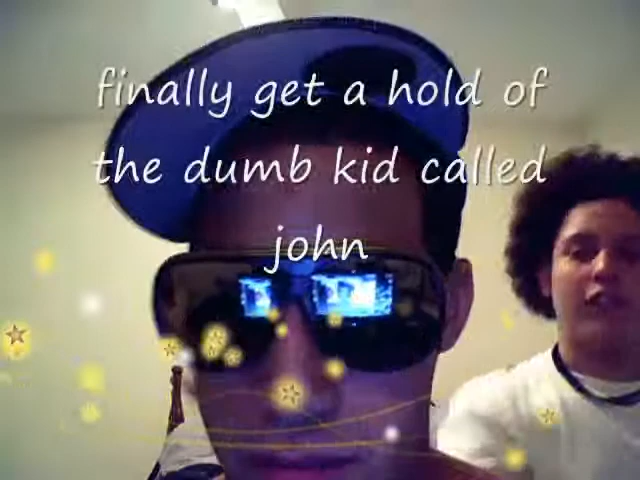 finally get a hold of
the dumb kid called
john